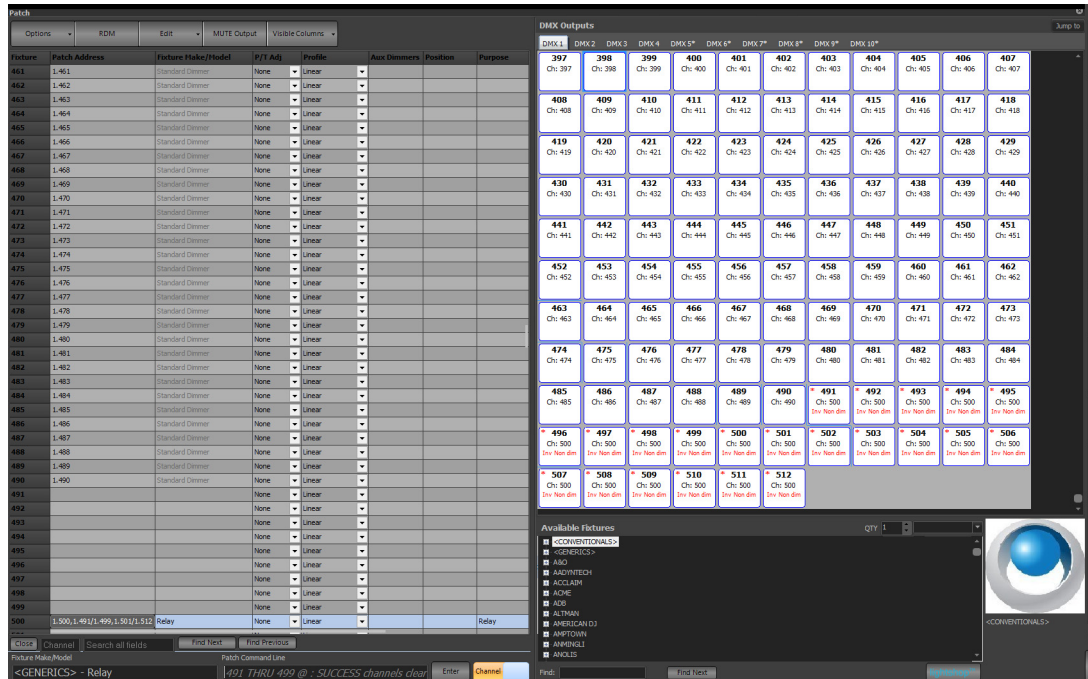 Patch
Options RDM Edit MUTE Output Visible Columns
Fixture Patch Address Fixture Make/Model P/T Adj Profile Aux Dimmers Position Purpose
461 1.461 Standard Dimmer None Linear
462 1.462 Standard Dimmer None Linear
463 1.463 Standard Dimmer None Linear
464 1.464 Standard Dimmer None Linear
465 1.465 Standard Dimmer None Linear
466 1.466 Standard Dimmer None Linear
467 1.467 Standard Dimmer None Linear
468 1.468 Standard Dimmer None Linear
469 1.469 Standard Dimmer None Linear
470 1.470 Standard Dimmer None Linear
471 1.471 Standard Dimmer None Linear
472 1.472 Standard Dimmer None Linear
473 1.473 Standard Dimmer None Linear
474 1.474 Standard Dimmer None Linear
475 1.475 Standard Dimmer None Linear
476 1.476 Standard Dimmer None Linear
477 1.477 Standard Dimmer None Linear
478 1.478 Standard Dimmer None Linear
479 1.479 Standard Dimmer None Linear
480 1.480 Standard Dimmer None Linear
481 1.481 Standard Dimmer None Linear
482 1.482 Standard Dimmer None Linear
483 1.483 Standard Dimmer None Linear
484 1.484 Standard Dimmer None Linear
485 1.485 Standard Dimmer None Linear
486 1.486 Standard Dimmer None Linear
487 1.487 Standard Dimmer None Linear
488 1.488 Standard Dimmer None Linear
489 1.489 Standard Dimmer None Linear
490 1.490 Standard Dimmer None Linear
491 None Linear
492 None Linear
493 None Linear
494 None Linear
495 None Linear
496 None Linear
497 None Linear
498 None Linear
499 None Linear
500 1.500,1.491/1.499,1.501/1.512 Relay None Linear Relay
Close Channel Search all fields Find Next Find Previous
Fixture Make/Model Patch Command Line
<GENERICS> - Relay 491 THRU 499 @ : SUCCESS channels clear Enter Channel
DMX Outputs Jump to
DMX 1 DMX 2 DMX 3 DMX 4 DMX 5* DMX 6* DMX 7* DMX 8* DMX 9* DMX 10*
397 398 399 400 401 402 403 404 405 406 407
Ch: 397 Ch: 398 Ch: 399 Ch: 400 Ch: 401 Ch: 402 Ch: 403 Ch: 404 Ch: 405 Ch: 406 Ch: 407
408 409 410 411 412 413 414 415 416 417 418
Ch: 408 Ch: 409 Ch: 410 Ch: 411 Ch: 412 Ch: 413 Ch: 414 Ch: 415 Ch: 416 Ch: 417 Ch: 418
419 420 421 422 423 424 425 426 427 428 429
Ch: 419 Ch: 420 Ch: 421 Ch: 422 Ch: 423 Ch: 424 Ch: 425 Ch: 426 Ch: 427 Ch: 428 Ch: 429
430 431 432 433 434 435 436 437 438 439 440
Ch: 430 Ch: 431 Ch: 432 Ch: 433 Ch: 434 Ch: 435 Ch: 436 Ch: 437 Ch: 438 Ch: 439 Ch: 440
441 442 443 444 445 446 447 448 449 450 451
Ch: 441 Ch: 442 Ch: 443 Ch: 444 Ch: 445 Ch: 446 Ch: 447 Ch: 448 Ch: 449 Ch: 450 Ch: 451
452 453 454 455 456 457 458 459 460 461 462
Ch: 452 Ch: 453 Ch: 454 Ch: 455 Ch: 456 Ch: 457 Ch: 458 Ch: 459 Ch: 460 Ch: 461 Ch: 462
463 464 465 466 467 468 469 470 471 472 473
Ch: 463 Ch: 464 Ch: 465 Ch: 466 Ch: 467 Ch: 468 Ch: 469 Ch: 470 Ch: 471 Ch: 472 Ch: 473
474 475 476 477 478 479 480 481 482 483 484
Ch: 474 Ch: 475 Ch: 476 Ch: 477 Ch: 478 Ch: 479 Ch: 480 Ch: 481 Ch: 482 Ch: 483 Ch: 484
485 486 487 488 489 490 * 491 * 492 * 493 * 494 * 495
Ch: 485 Ch: 486 Ch: 487 Ch: 488 Ch: 489 Ch: 490 Ch: 500 Ch: 500 Ch: 500 Ch: 500 Ch: 500
Inv Non dim Inv Non dim Inv Non dim Inv Non dim Inv Non dim
* 496 * 497 * 498 * 499 * 500 * 501 * 502 * 503 * 504 * 505 * 506
Ch: 500 Ch: 500 Ch: 500 Ch: 500 Ch: 500 Ch: 500 Ch: 500 Ch: 500 Ch: 500 Ch: 500 Ch: 500
Inv Non dim Inv Non dim Inv Non dim Inv Non dim Inv Non dim Inv Non dim Inv Non dim Inv Non dim Inv Non dim Inv Non dim Inv Non dim
* 507 * 508 * 509 * 510 * 511 * 512
Ch: 500 Ch: 500 Ch: 500 Ch: 500 Ch: 500 Ch: 500
Inv Non dim Inv Non dim Inv Non dim Inv Non dim Inv Non dim Inv Non dim
Available Fixtures QTY 1
<CONVENTIONALS>
<GENERICS>
A&O
AADYNTECH
ACCLAIM
ACME
ADB
ALTMAN
AMERICAN DJ
AMPTOWN
ANMINGLI
ANOLIS
<CONVENTIONALS>
Find: Find Next